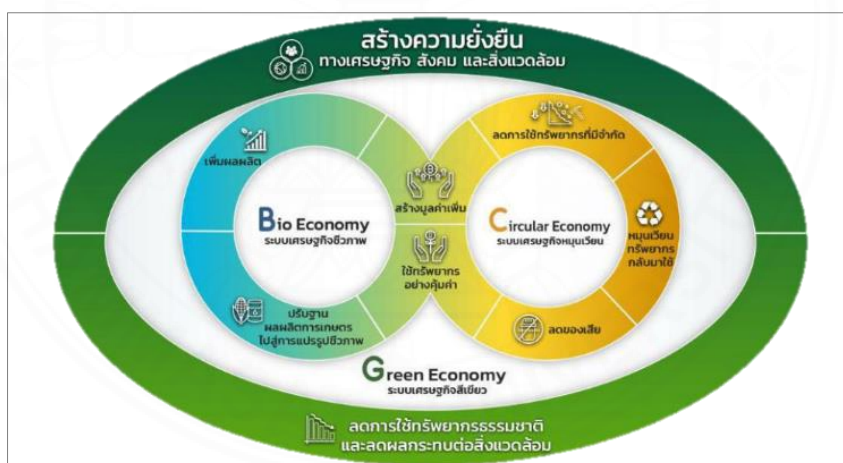 สร้างความยั่งยืน
ทางเศรษฐกิจ สังคม และสิ่งแวดล้อม
เพิ่มผลผลิต
Bio Economy
ระบบเศรษฐกิจชีวภาพ
ปรับฐาน
ผลผลิตการเกษตร
ไปสู่การแปรรูปชีวภาพ
สร้างมูลค่าเพิ่ม
ใช้ทรัพยากร
อย่างคุ้มค่า
ลดการใช้ทรัพยากรที่มีจำกัด
Circular Economy
ระบบเศรษฐกิจหมุนเวียน
หมุนเวียน
ทรัพยากร
กลับมาใช้
ลดของเสีย
Green Economy
ระบบเศรษฐกิจสีเขียว
ลดการใช้ทรัพยากรธรรมชาติ
และลดผลกระทบต่อสิ่งแวดล้อม